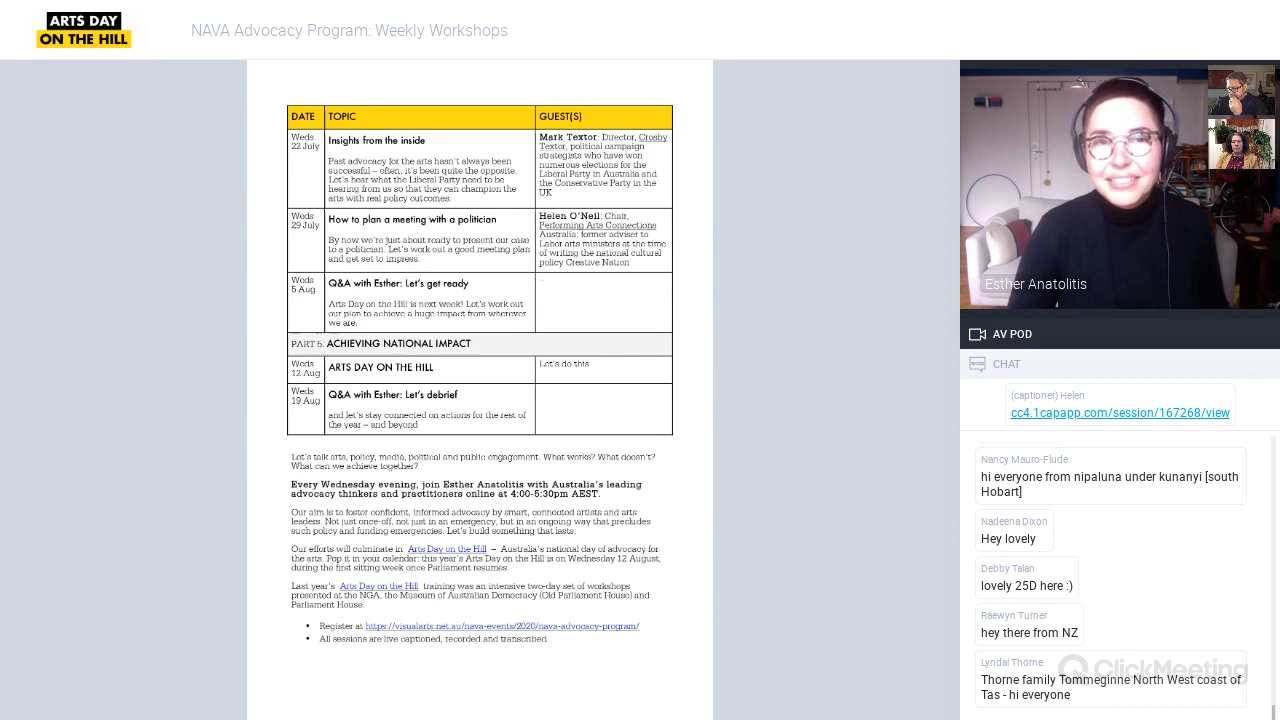 ARTS DAY
ON THE HILL
NAVA Advocacy Program: Weekly Workshops
DATE TOPIC GUEST(S)
Weds
22 July
Insights from the inside
Past advocacy for the arts hasn't always been
successful – often, it's been quite the opposite.
Let's hear what the Liberal Party need to be
hearing from us so that they can champion the
arts with real policy outcomes.
Mark Textor: Director, Crosby
Textor, political campaign
strategists who have won
numerous elections for the
Liberal Party in Australia and
the Conservative Party in the
UK
Weds
29 July
How to plan a meeting with a politician
By now we're just about ready to present our case
to a politician. Let's work out a good meeting plan
and get set to impress.
Helen O'Neil: Chair,
Performing Arts Connections
Australia; former adviser to
Labor arts ministers at the time
of writing the national cultural
policy Creative Nation
Weds
5 Aug
Q&A with Esther: Let's get ready
Arts Day on the Hill is next week! Let's work out
our plan to achieve a huge impact from wherever
we are.
PART 5: ACHIEVING NATIONAL IMPACT
Weds
12 Aug
ARTS DAY ON THE HILL
Let's do this
Weds
19 Aug
Q&A with Esther: Let's debrief
and let's stay connected on actions for the rest of
the year – and beyond
Let's talk arts, policy, media, political and public engagement. What works? What doesn't?
What can we achieve together?
Every Wednesday evening, join Esther Anatolitis with Australia's leading
advocacy thinkers and practitioners online at 4:00-5:30pm AEST.
Our aim is to foster confident, informed advocacy by smart, connected artists and arts
leaders. Not just once-off, not just in an emergency, but in an ongoing way that precludes
such policy and funding emergencies. Let's build something that lasts.
Our efforts will culminate in Arts Day on the Hill – Australia's national day of advocacy for
the arts. Pop it in your calendar: this year's Arts Day on the Hill is on Wednesday 12 August,
during the first sitting week once Parliament resumes.
Last year's Arts Day on the Hill training was an intensive two-day set of workshops
presented at the NGA, the Museum of Australian Democracy (Old Parliament House) and
Parliament House.
• Register at https://visualarts.net.au/nava-events/2020/nava-advocacy-program/
• All sessions are live captioned, recorded and transcribed.
Esther Anatolitis
AV POD
CHAT
(captioner) Helen
cc4.1capapp.com/session/167268/view
Nancy Mauro-Flude
hi everyone from nipaluna under kunanyi [south
Hobart]
Nadeena Dixon
Hey lovely
Debby Talan
lovely 25D here :)
Raewyn Turner
hey there from NZ
Lyndal Thorne
Thorne family Tommeginne North West coast of
Tas - hi everyone
ClickMeeting